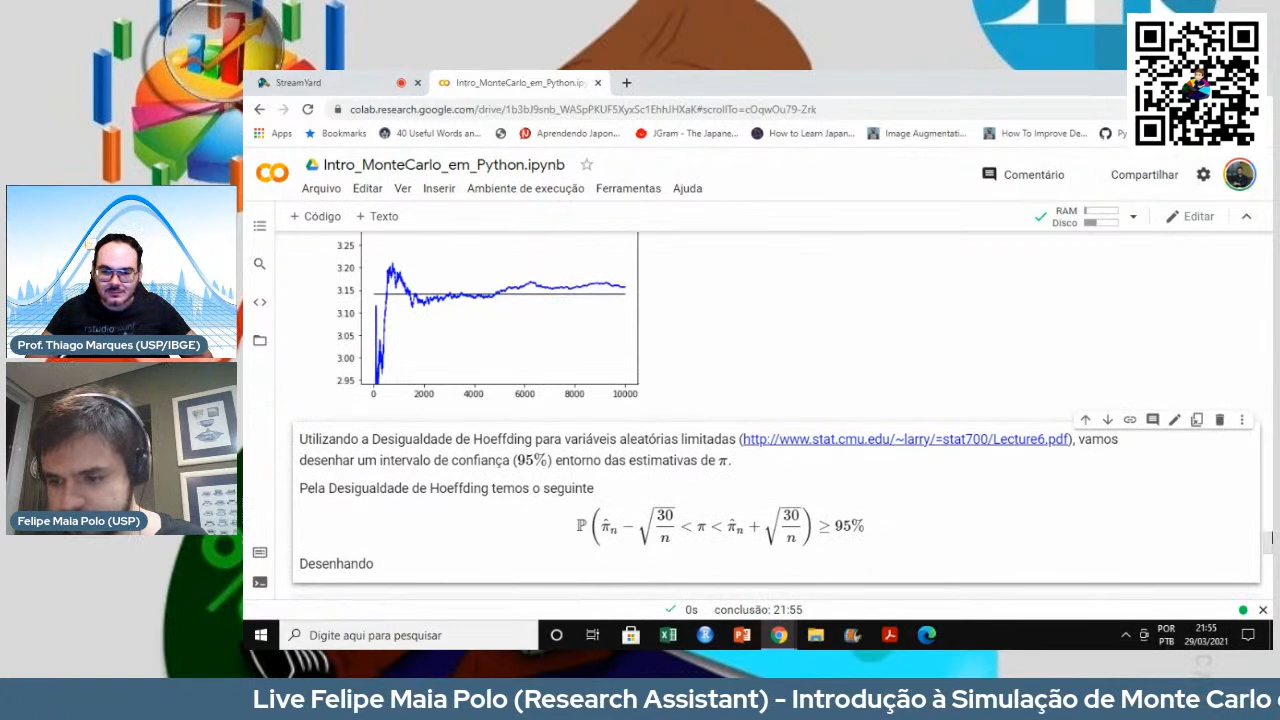 StreamYard
Intro_MonteCarlo_em_Python.ipy
colab.research.google.com/drive/1b3bJ9snb_WASpPKUF5XyxSc1EhhJHXaK#scrollTo=cOqwOu79-Zrk
Apps
Bookmarks
40 Useful Words an...
Aprendendo Japon...
JGram - The Japane...
How to Learn Japan...
Image Augmentati...
How To Improve De...
Py
Intro_MonteCarlo_em_Python.ipynb
Comentário
Compartilhar
Arquivo Editar Ver Inserir Ambiente de execução Ferramentas Ajuda
+ Código + Texto
RAM
Disco
Editar
3.25
3.20
3.15
3.10
3.05
3.00
2.95
0 2000 4000 6000 8000 10000
rstudio
Prof. Thiago Marques (USP/IBGE)
Felipe Maia Polo (USP)
Utilizando a Desigualdade de Hoeffding para variáveis aleatórias limitadas (http://www.stat.cmu.edu/~larry/=stat700/Lecture6.pdf), vamos
desenhar um intervalo de confiança (95%) entorno das estimativas de π.
Pela Desigualdade de Hoeffding temos o seguinte
ℙ(π̂ₙ − √(30/n) < π < π̂ₙ + √(30/n)) ≥ 95%
Desenhando
0s conclusão: 21:55
Digite aqui para pesquisar
POR
PTB
21:55
29/03/2021
Live Felipe Maia Polo (Research Assistant) - Introdução à Simulação de Monte Carlo